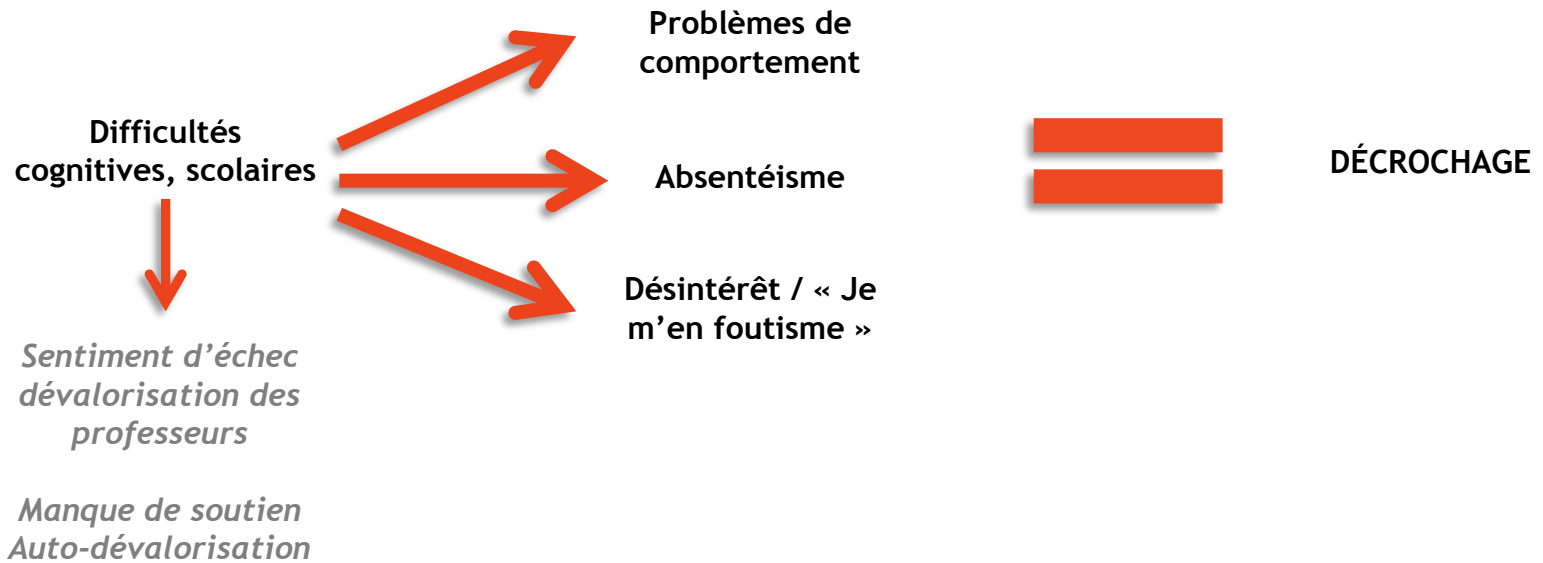 Difficultés
cognitives, scolaires
Sentiment d’échec
dévalorisation des
professeurs
Manque de soutien
Auto-dévalorisation
Problèmes de
comportement
Absentéisme
Désintérêt / « Je
m’en foutisme »
DÉCROCHAGE